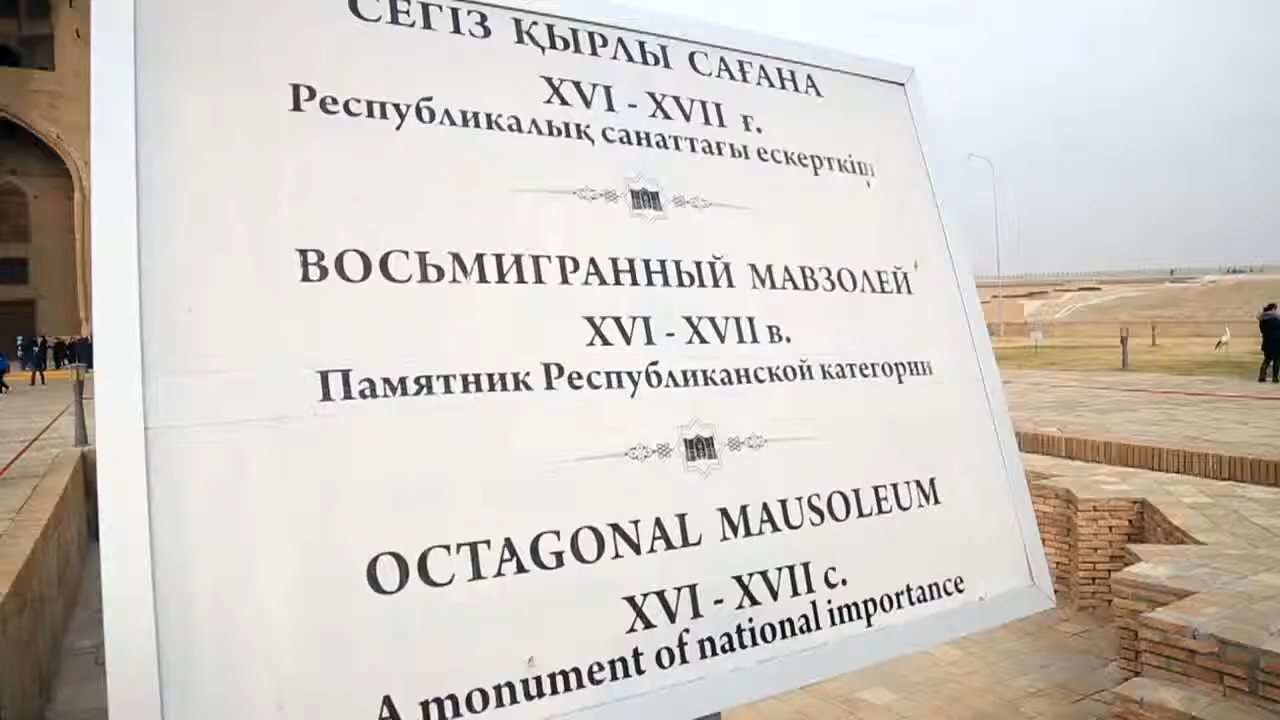 СЕГІЗ ҚЫРЛЫ САҒАНА
XVI - XVII ғ.
Республикалық санаттағы ескерткіш
ВОСЬМИГРАННЫЙ МАВЗОЛЕЙ
XVI - XVII в.
Памятник Республиканской категории
OCTAGONAL MAUSOLEUM
XVI - XVII c.
A monument of national importance